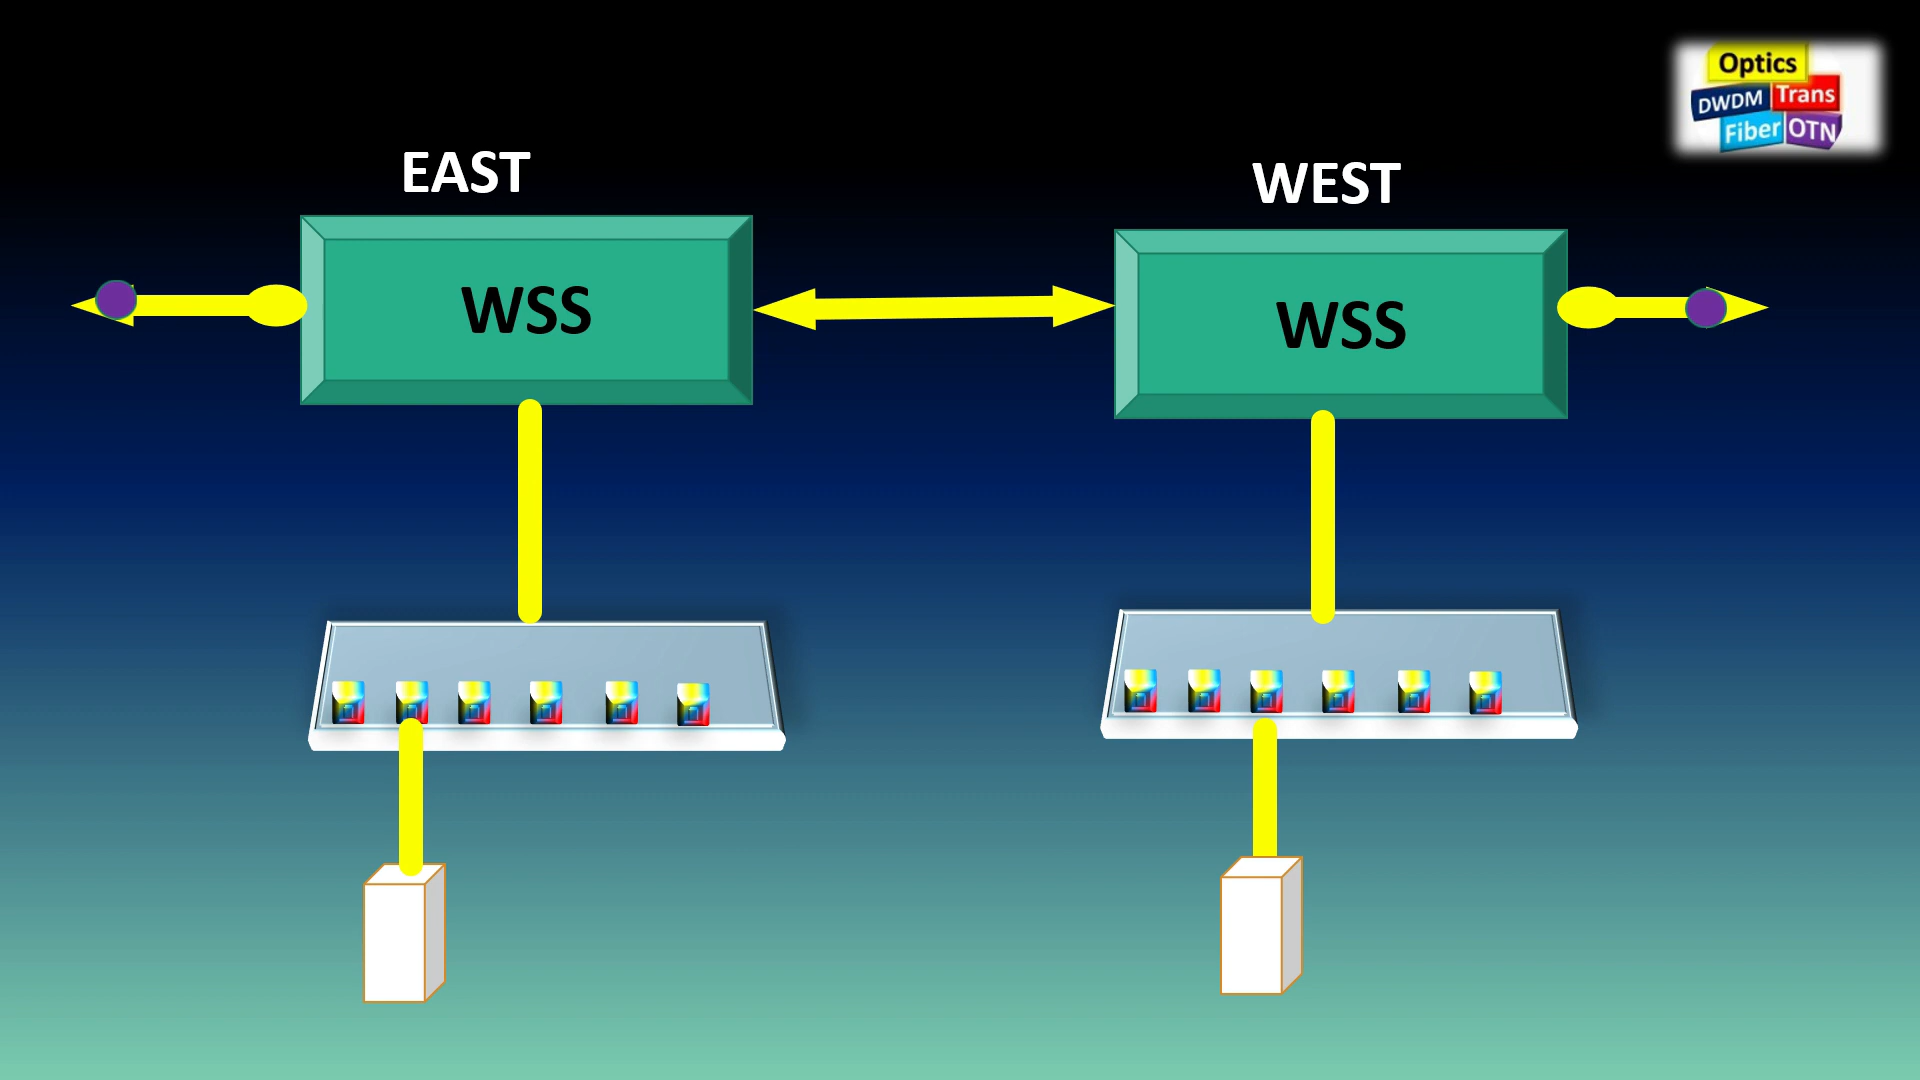 Optics
DWDM Trans
Fiber OTN
EAST
WEST
WSS
WSS